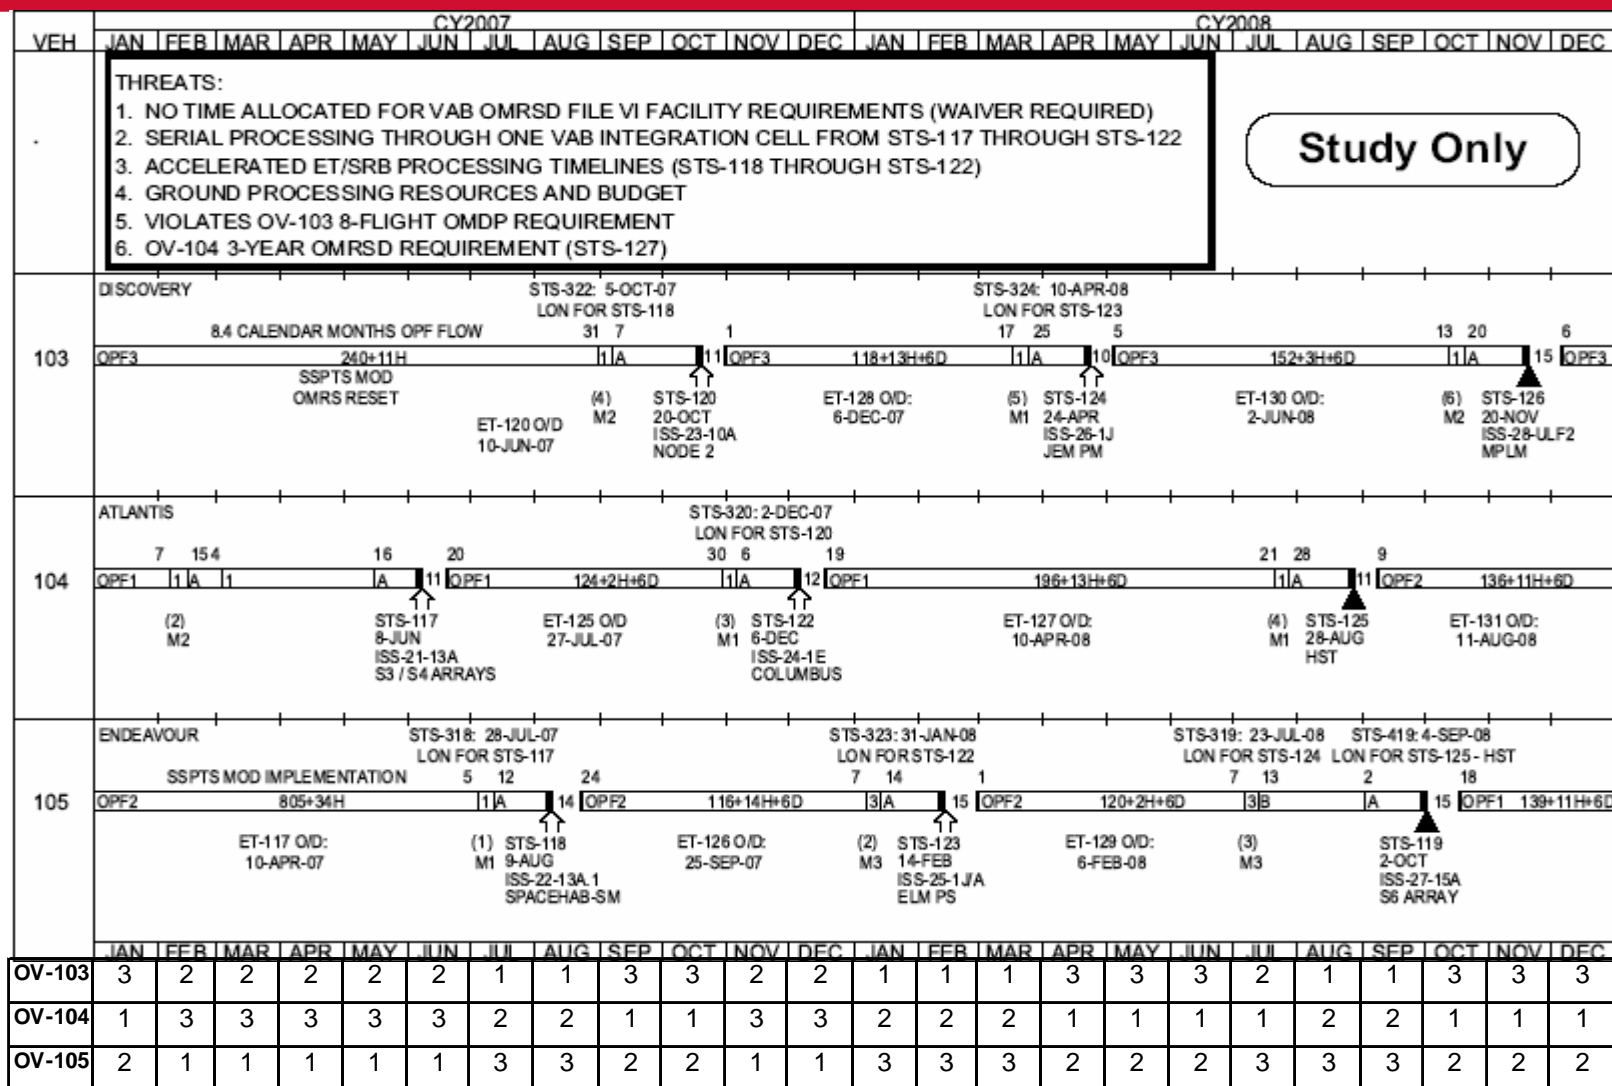 CY2007 CY2008
VEH JAN FEB MAR APR MAY JUN JUL AUG SEP OCT NOV DEC JAN FEB MAR APR MAY JUN JUL AUG SEP OCT NOV DEC
THREATS:
1. NO TIME ALLOCATED FOR VAB OMRSD FILE VI FACILITY REQUIREMENTS (WAIVER REQUIRED)
2. SERIAL PROCESSING THROUGH ONE VAB INTEGRATION CELL FROM STS-117 THROUGH STS-122
3. ACCELERATED ET/SRB PROCESSING TIMELINES (STS-118 THROUGH STS-122)
4. GROUND PROCESSING RESOURCES AND BUDGET
5. VIOLATES OV-103 8-FLIGHT OMDP REQUIREMENT
6. OV-104 3-YEAR OMRSD REQUIREMENT (STS-127)
Study Only
DISCOVERY STS-322: 5-OCT-07 STS-324: 10-APR-08
LON FOR STS-118 LON FOR STS-123
8.4 CALENDAR MONTHS OPF FLOW 31 7 1 17 25 5 13 20 6
103 OPF3 240+11H 1 A 11 OPF3 118+13H+6D 1 A 10 OPF3 152+3H+6D 1 A 15 OPF3
SSPTS MOD
OMRS RESET (4) STS-120 ET-128 O/D: (5) STS-124 ET-130 O/D: (6) STS-126
M2 20-OCT 6-DEC-07 M1 24-APR 2-JUN-08 M2 20-NOV
ET-120 O/D ISS-23-10A ISS-26-1J ISS-28-ULF2
10-JUN-07 NODE 2 JEM PM MPLM
ATLANTIS STS-320: 2-DEC-07
LON FOR STS-120
7 15 4 16 20 30 6 19 21 28 9
104 OPF1 1 A 1 A 11 OPF1 124+2H+6D 1 A 12 OPF1 196+13H+6D 1 A 11 OPF2 136+11H+6D
(2) STS-117 ET-125 O/D (3) STS-122 ET-127 O/D: (4) STS-125 ET-131 O/D:
M2 8-JUN 27-JUL-07 M1 6-DEC 10-APR-08 M1 28-AUG 11-AUG-08
ISS-21-13A ISS-24-1E HST
S3 / S4 ARRAYS COLUMBUS
ENDEAVOUR STS-318: 28-JUL-07 STS-323: 31-JAN-08 STS-319: 23-JUL-08 STS-419: 4-SEP-08
LON FOR STS-117 LON FOR STS-122 LON FOR STS-124 LON FOR STS-125 - HST
SSPTS MOD IMPLEMENTATION 5 12 24 7 14 1 7 13 2 18
105 OPF2 805+34H 1 A 14 OPF2 116+14H+6D 3 A 15 OPF2 120+2H+6D 3 B A 15 OPF1 139+11H+6D
ET-117 O/D: (1) STS-118 ET-126 O/D: (2) STS-123 ET-129 O/D: (3) STS-119
10-APR-07 M1 9-AUG 25-SEP-07 M3 14-FEB 6-FEB-08 M3 2-OCT
ISS-22-13A.1 ISS-25-1J/A ISS-27-15A
SPACEHAB-SM ELM PS S6 ARRAY
JAN FEB MAR APR MAY JUN JUL AUG SEP OCT NOV DEC JAN FEB MAR APR MAY JUN JUL AUG SEP OCT NOV DEC
OV-103 3 2 2 2 2 2 1 1 3 3 2 2 1 1 1 3 3 3 2 1 1 3 3 3
OV-104 1 3 3 3 3 3 2 2 1 1 3 3 2 2 2 1 1 1 1 2 2 1 1 1
OV-105 2 1 1 1 1 1 3 3 2 2 1 1 3 3 3 2 2 2 3 3 3 2 2 2